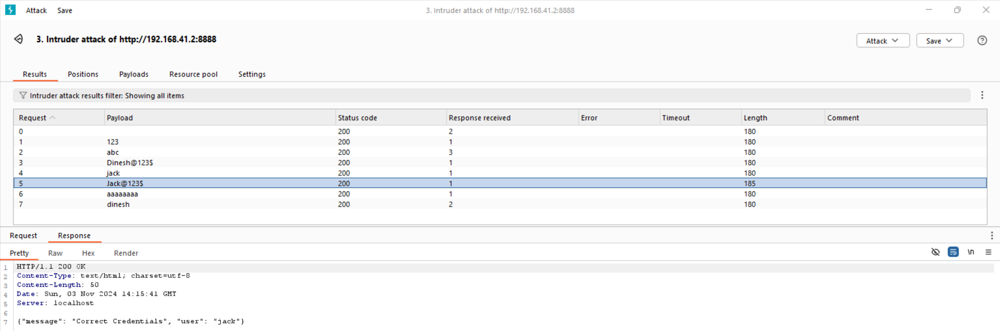 Attack Save 3. Intruder attack of http://192.168.41.2:8888
3. Intruder attack of http://192.168.41.2:8888 Attack Save ?
Results Positions Payloads Resource pool Settings
Intruder attack results filter: Showing all items
Request Payload Status code Response received Error Timeout Length Comment
0 200 2 180
1 123 200 1 180
2 abc 200 3 180
3 Dinesh@123$ 200 1 180
4 jack 200 1 180
5 Jack@123$ 200 1 185
6 aaaaaaaa 200 1 180
7 dinesh 200 2 180
Request Response
Pretty Raw Hex Render \n
1 HTTP/1.1 200 OK
2 Content-Type: text/html; charset=utf-8
3 Content-Length: 50
4 Date: Sun, 03 Nov 2024 14:15:41 GMT
5 Server: localhost
6
7 {"message": "Correct Credentials", "user": "jack"}